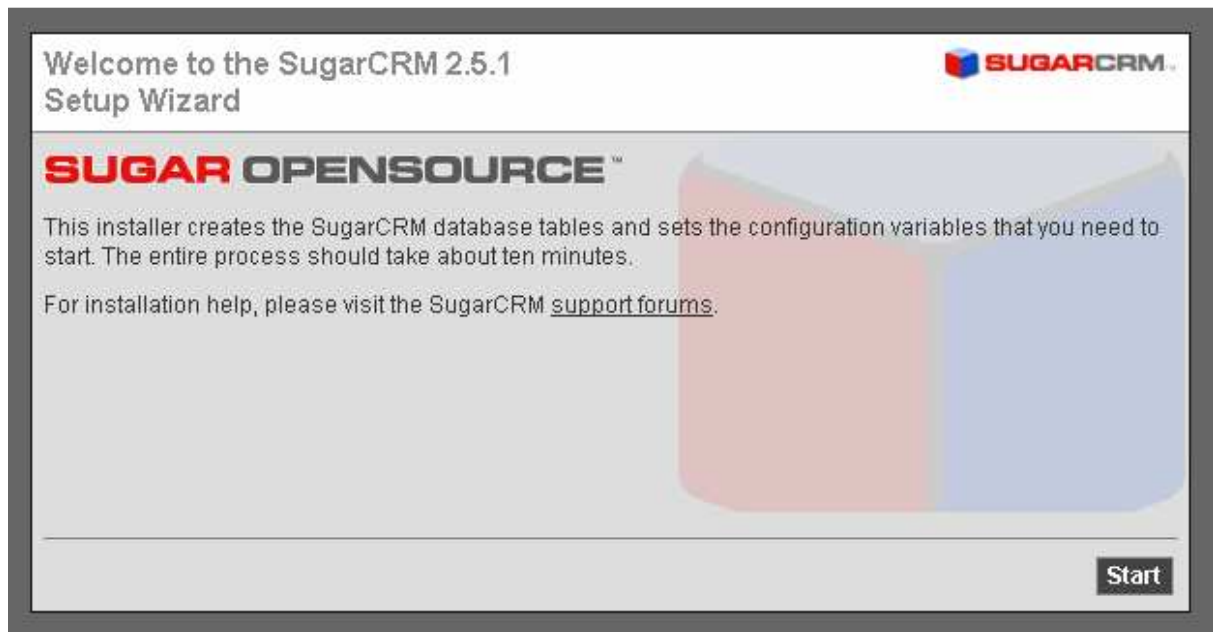 Welcome to the SugarCRM 2.5.1
Setup Wizard
SUGARCRM.
SUGAR OPENSOURCE™
This installer creates the SugarCRM database tables and sets the configuration variables that you need to
start. The entire process should take about ten minutes.
For installation help, please visit the SugarCRM support forums.
Start